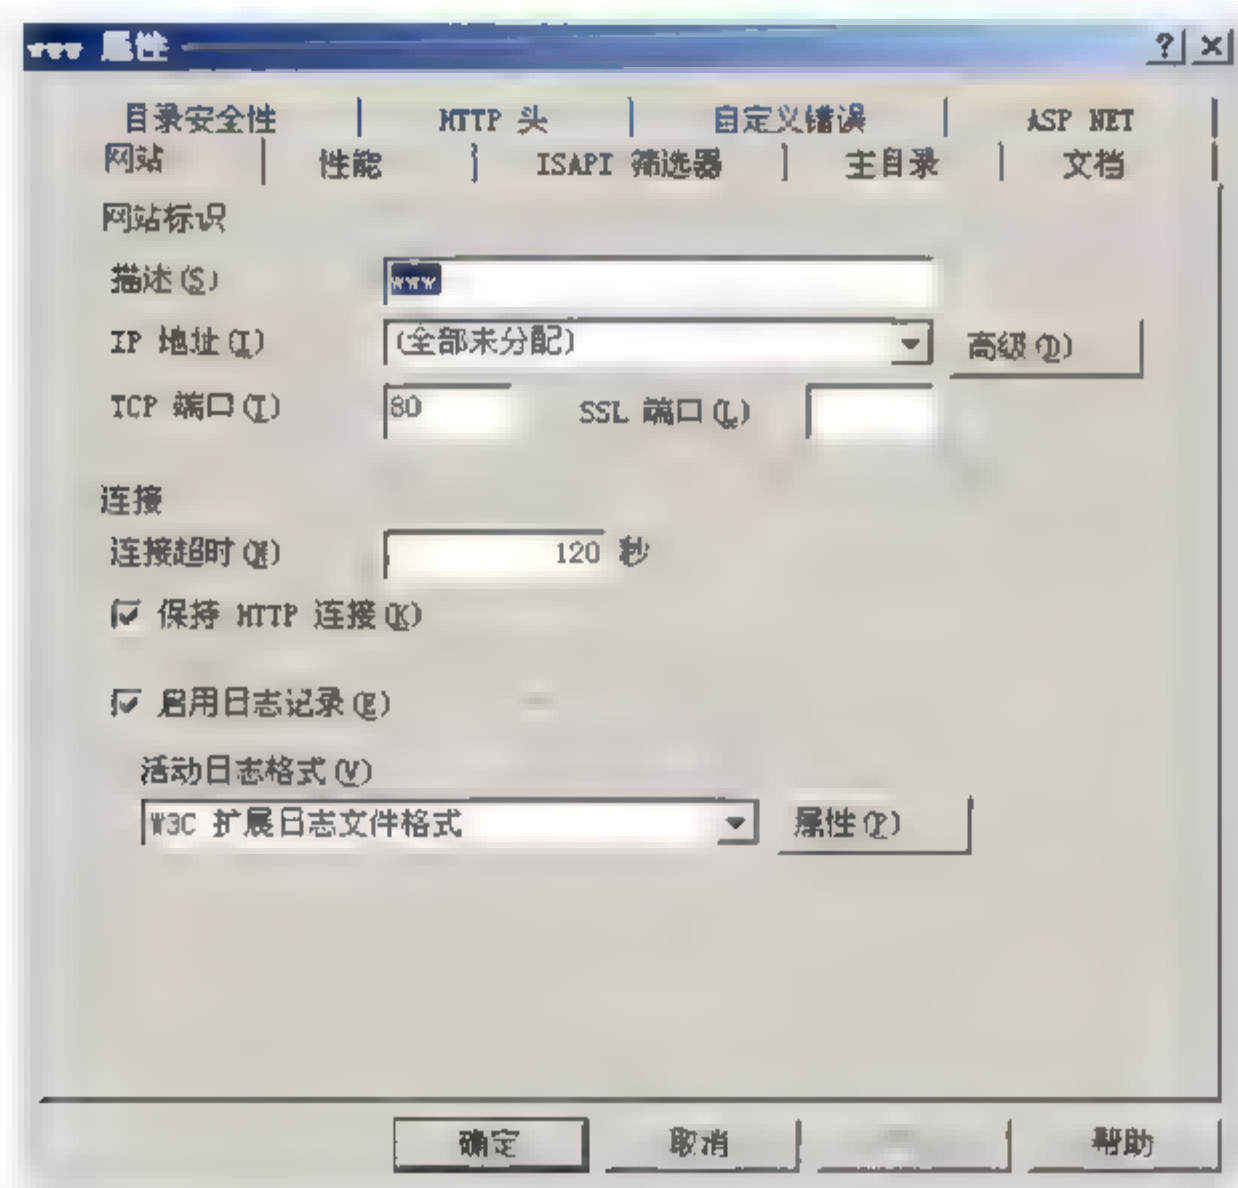 www 属性
目录安全性 HTTP 头 自定义错误 ASP NET
网站 性能 ISAPI 筛选器 主目录 文档
网站标识
描述(S) www
IP 地址(I) (全部未分配) 高级(D)
TCP 端口(T) 80 SSL 端口(L)
连接
连接超时(N) 120 秒
保持 HTTP 连接(K)
启用日志记录(E)
活动日志格式(V)
W3C 扩展日志文件格式 属性(P)
确定 取消 帮助